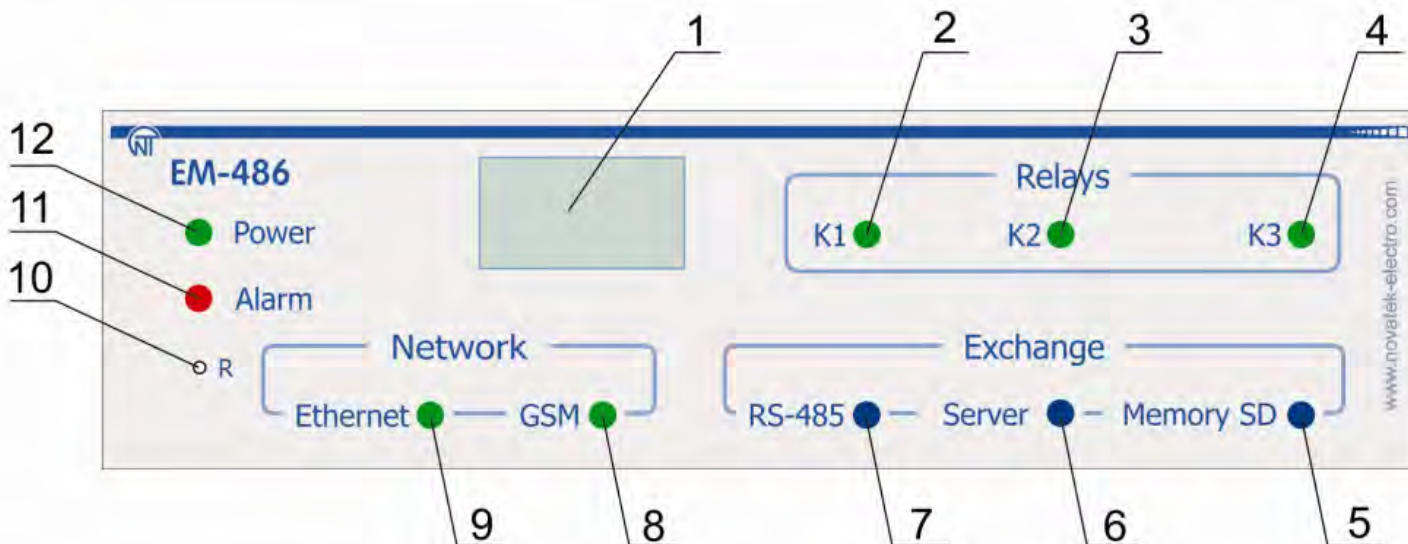 1
2
3
4
12
NT
EM-486
Relays
11
Power
K1
K2
K3
10
Alarm
R
Network
Exchange
Ethernet
GSM
RS-485
Server
Memory SD
www.novatek-electro.com
9
8
7
6
5